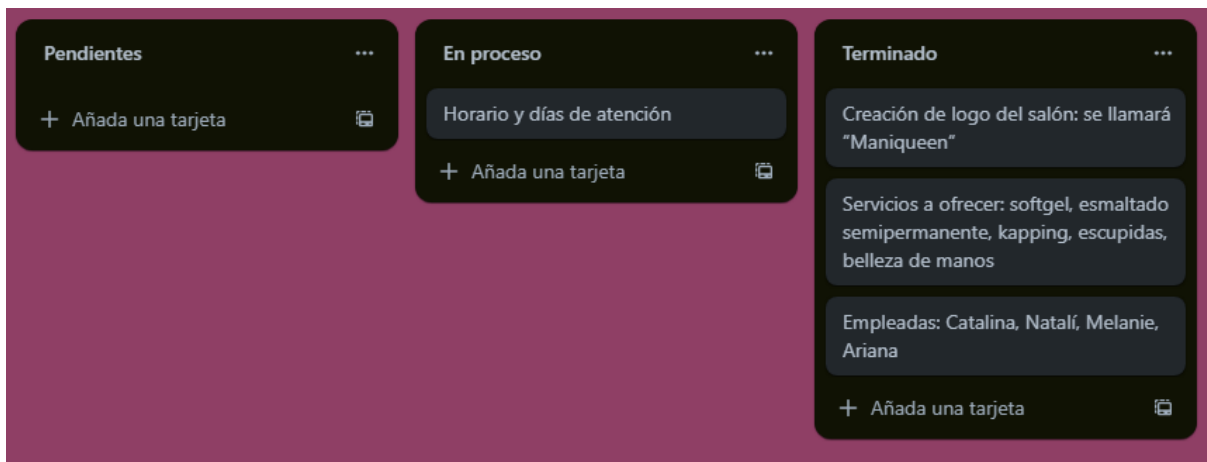 Pendientes
Añada una tarjeta
En proceso
Horario y días de atención
Añada una tarjeta
Terminado
Creación de logo del salón: se llamará
"Maniqueen"
Servicios a ofrecer: softgel, esmaltado
semipermanente, kapping, escupidas,
belleza de manos
Empleadas: Catalina, Natalí, Melanie,
Ariana
Añada una tarjeta